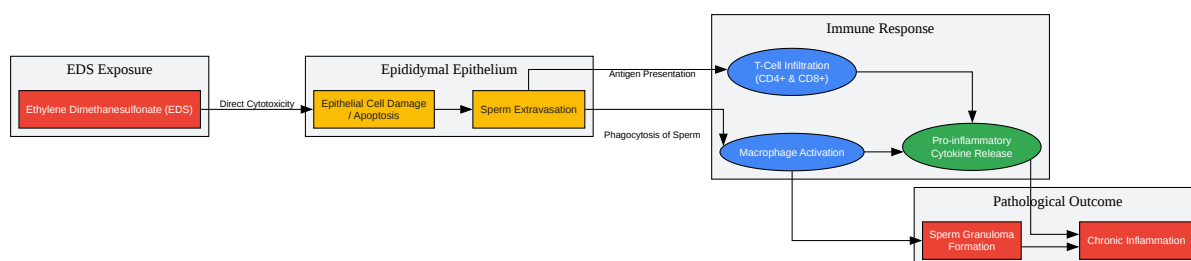 EDS Exposure
Ethylene Dimethanesulfonate (EDS)
Direct Cytotoxicity
Epididymal Epithelium
Epithelial Cell Damage
/ Apoptosis
Sperm Extravasation
Antigen Presentation
Phagocytosis of Sperm
Immune Response
T-Cell Infiltration
(CD4+ & CD8+)
Macrophage Activation
Pro-inflammatory
Cytokine Release
Pathological Outcome
Sperm Granuloma
Formation
Chronic Inflammation